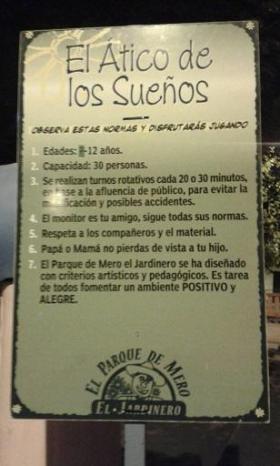 El Ático de
los Sueños
OBSERVA ESTAS NORMAS Y DISFRUTARÁS JUGANDO
1. Edades: -12 años.
2. Capacidad: 30 personas.
3. Se realizan turnos rotativos cada 20 o 30 minutos,
en base a la afluencia de público, para evitar la
y posibles accidentes.
4. El monitor es tu amigo, sigue todas sus normas.
5. Respeta a los compañeros y el material.
6. Papá o Mamá no pierdas de vista a tu hijo.
7. El Parque de Mero el Jardinero se ha diseñado
con criterios artísticos y pedagógicos. Es tarea
de todos fomentar un ambiente POSITIVO y
ALEGRE.
EL PARQUE DE MERO
EL JARDINERO